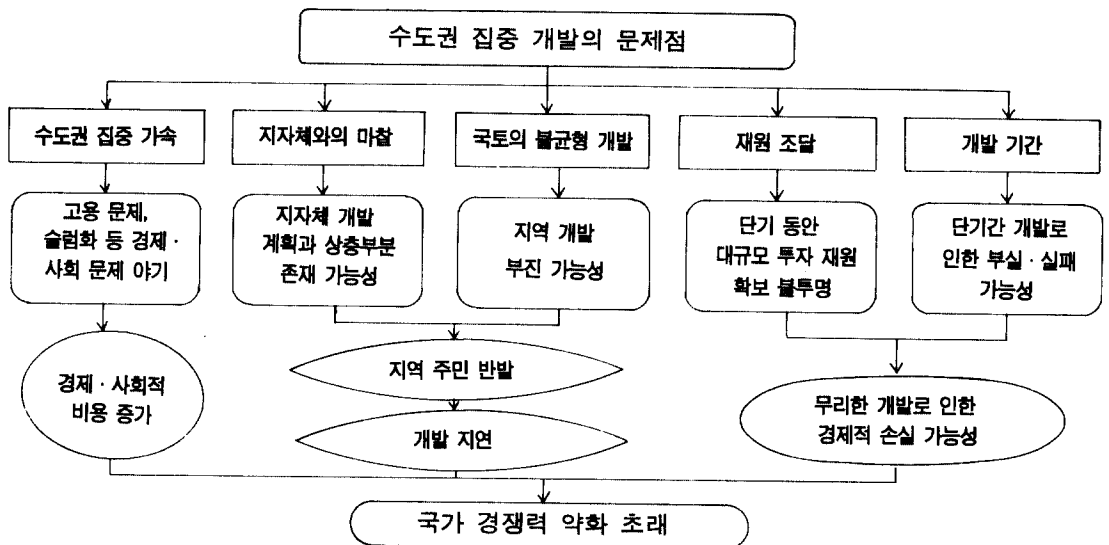 수도권 집중 개발의 문제점
수도권 집중 가속
지자체와의 마찰
국토의 불균형 개발
재원 조달
개발 기간
고용 문제,
슬럼화 등 경제 ·
사회 문제 야기
지자체 개발
계획과 상충부분
존재 가능성
지역 개발
부진 가능성
단기 동안
대규모 투자 재원
확보 불투명
단기간 개발로
인한 부실 · 실패
가능성
경제 · 사회적
비용 증가
지역 주민 반발
개발 지연
무리한 개발로 인한
경제적 손실 가능성
국가 경쟁력 약화 초래